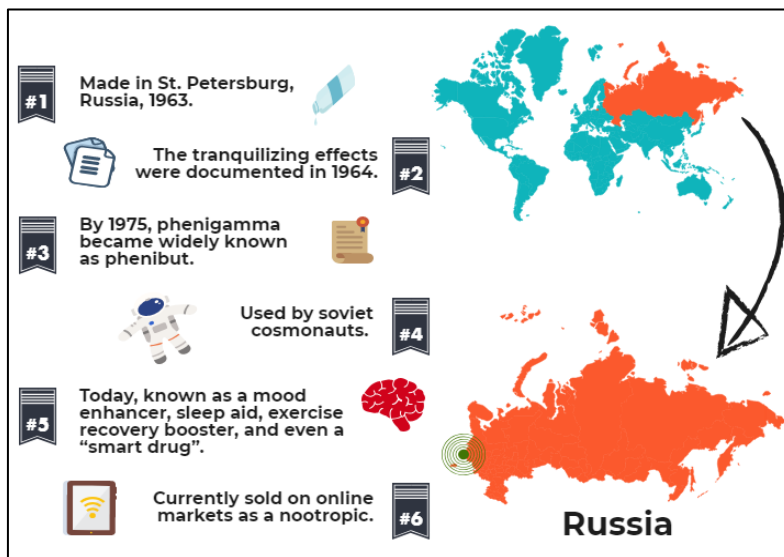 #1
Made in St. Petersburg,
Russia, 1963.
The tranquilizing effects
were documented in 1964.
#2
#3
By 1975, phenigamma
became widely known
as phenibut.
Used by soviet
cosmonauts.
#4
#5
Today, known as a mood
enhancer, sleep aid, exercise
recovery booster, and even a
“smart drug”.
Currently sold on online
markets as a nootropic.
#6
Russia